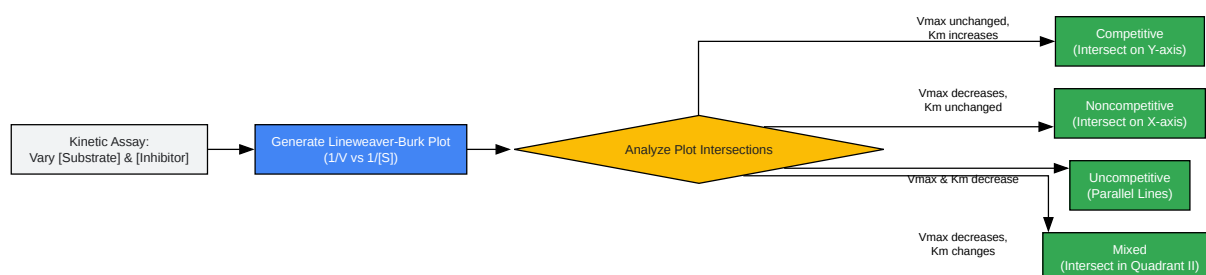 Kinetic Assay:
Vary [Substrate] & [Inhibitor]
Generate Lineweaver-Burk Plot
(1/V vs 1/[S])
Analyze Plot Intersections
Vmax unchanged,
Km increases
Competitive
(Intersect on Y-axis)
Vmax decreases,
Km unchanged
Noncompetitive
(Intersect on X-axis)
Vmax & Km decrease
Uncompetitive
(Parallel Lines)
Vmax decreases,
Km changes
Mixed
(Intersect in Quadrant II)